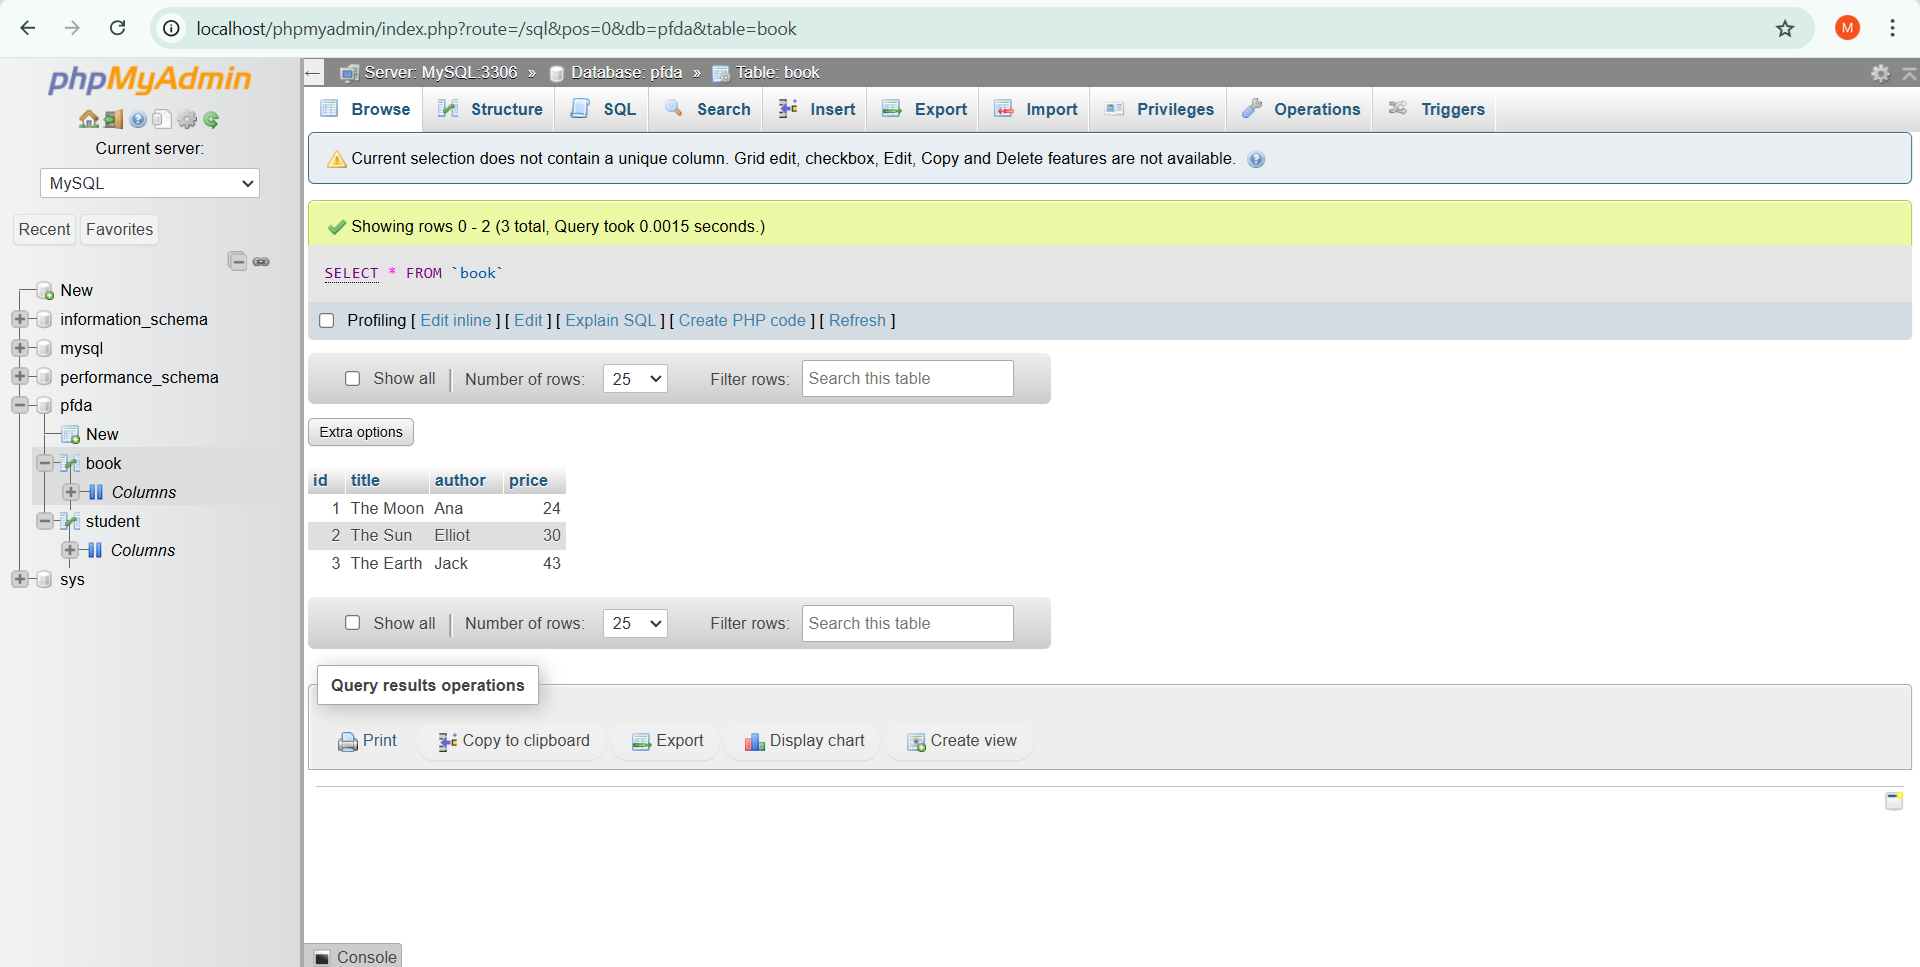 localhost/phpmyadmin/index.php?route=/sql&pos=0&db=pfda&table=book
M
phpMyAdmin
Current server:
MySQL
Recent Favorites
New
information_schema
mysql
performance_schema
pfda
New
book
Columns
student
Columns
sys
Server: MySQL:3306 » Database: pfda » Table: book
Browse Structure SQL Search Insert Export Import Privileges Operations Triggers
Current selection does not contain a unique column. Grid edit, checkbox, Edit, Copy and Delete features are not available.
Showing rows 0 - 2 (3 total, Query took 0.0015 seconds.)
SELECT * FROM `book`
Profiling [ Edit inline ] [ Edit ] [ Explain SQL ] [ Create PHP code ] [ Refresh ]
Show all Number of rows: 25 Filter rows: Search this table
Extra options
id title author price
1 The Moon Ana 24
2 The Sun Elliot 30
3 The Earth Jack 43
Show all Number of rows: 25 Filter rows: Search this table
Query results operations
Print Copy to clipboard Export Display chart Create view
Console